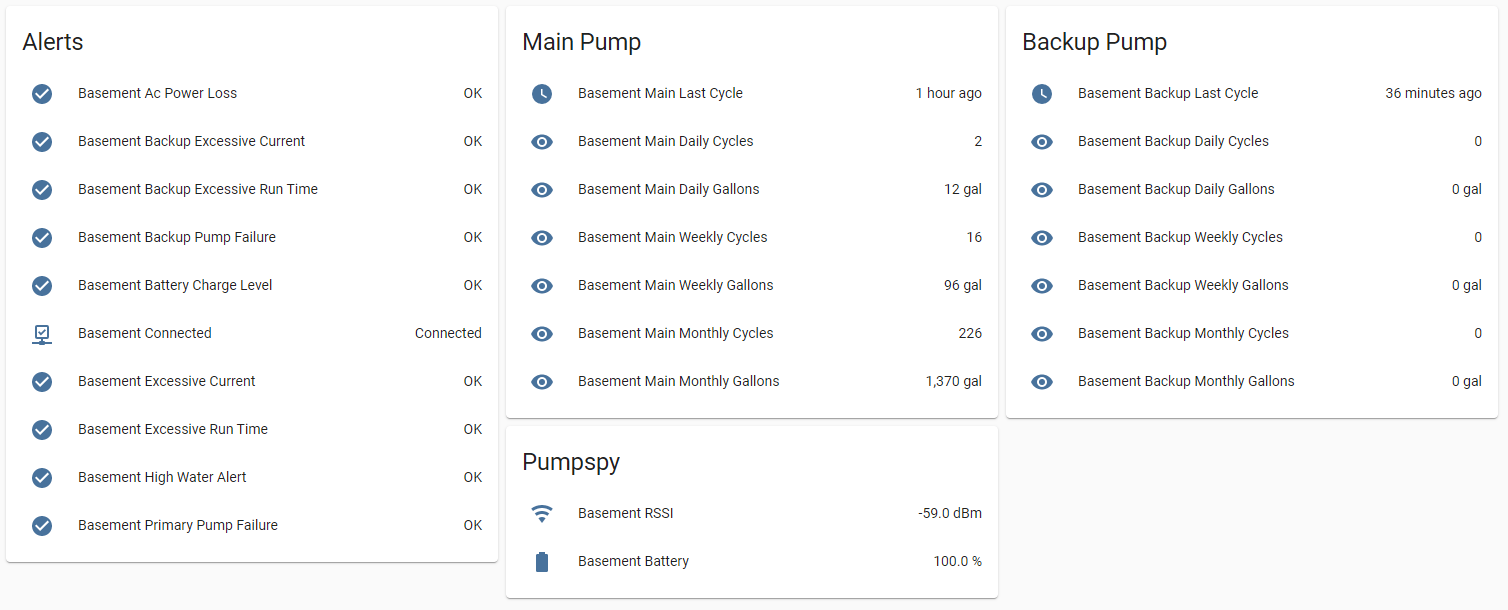 Alerts
Basement Ac Power Loss OK
Basement Backup Excessive Current OK
Basement Backup Excessive Run Time OK
Basement Backup Pump Failure OK
Basement Battery Charge Level OK
Basement Connected Connected
Basement Excessive Current OK
Basement Excessive Run Time OK
Basement High Water Alert OK
Basement Primary Pump Failure OK
Main Pump
Basement Main Last Cycle 1 hour ago
Basement Main Daily Cycles 2
Basement Main Daily Gallons 12 gal
Basement Main Weekly Cycles 16
Basement Main Weekly Gallons 96 gal
Basement Main Monthly Cycles 226
Basement Main Monthly Gallons 1,370 gal
Pumpspy
Basement RSSI -59.0 dBm
Basement Battery 100.0 %
Backup Pump
Basement Backup Last Cycle 36 minutes ago
Basement Backup Daily Cycles 0
Basement Backup Daily Gallons 0 gal
Basement Backup Weekly Cycles 0
Basement Backup Weekly Gallons 0 gal
Basement Backup Monthly Cycles 0
Basement Backup Monthly Gallons 0 gal